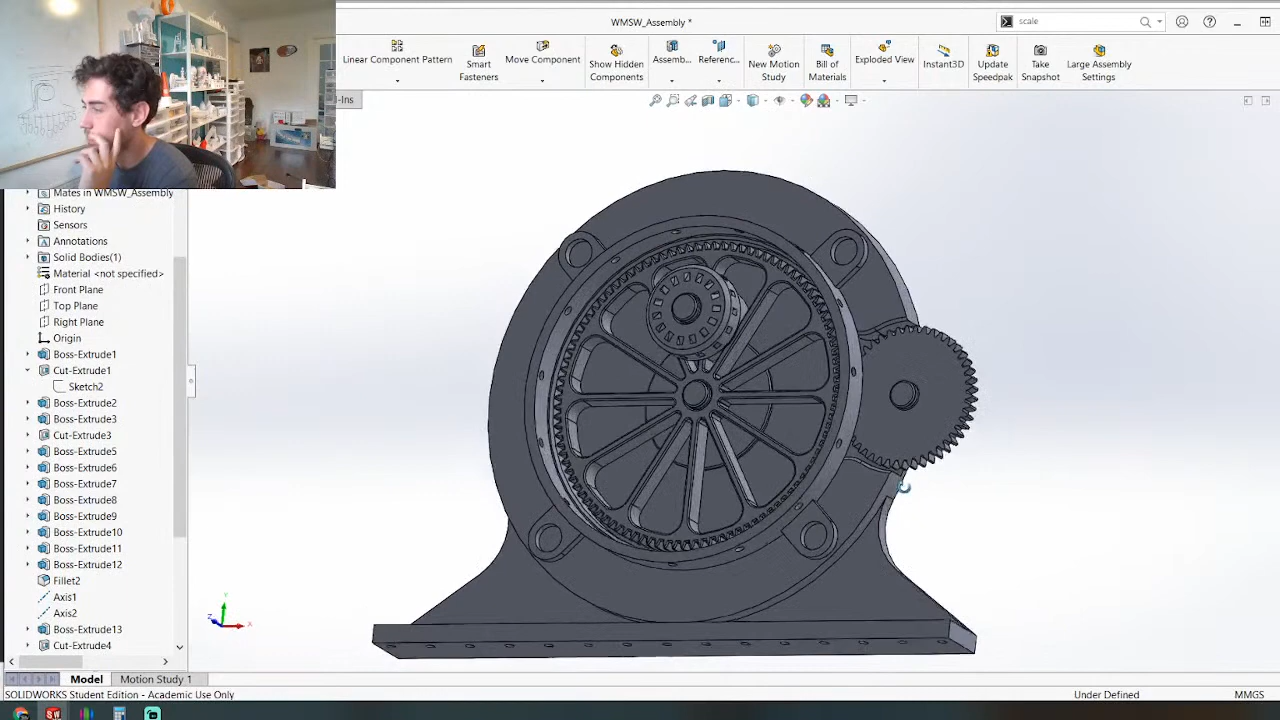 WMSW_Assembly *
scale
Linear Component Pattern
Smart Fasteners
Move Component
Show Hidden Components
Assemb...
Referenc...
New Motion Study
Bill of Materials
Exploded View
Instant3D
Update Speedpak
Take Snapshot
Large Assembly Settings
-Ins
Mates in WMSW_Assembly
History
Sensors
Annotations
Solid Bodies(1)
Material <not specified>
Front Plane
Top Plane
Right Plane
Origin
Boss-Extrude1
Cut-Extrude1
Sketch2
Boss-Extrude2
Boss-Extrude3
Cut-Extrude3
Boss-Extrude5
Boss-Extrude6
Boss-Extrude7
Boss-Extrude8
Boss-Extrude9
Boss-Extrude10
Boss-Extrude11
Boss-Extrude12
Fillet2
Axis1
Axis2
Boss-Extrude13
Cut-Extrude4
Y
Z
X
Model
Motion Study 1
SOLIDWORKS Student Edition - Academic Use Only
Under Defined
MMGS